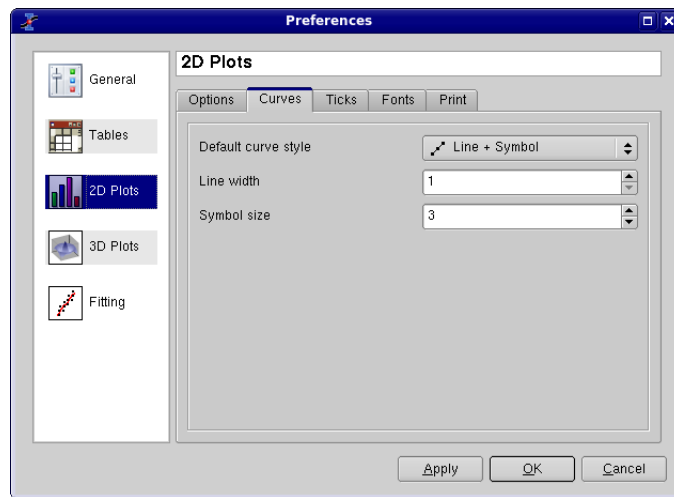 Preferences
General
Tables
2D Plots
3D Plots
Fitting
2D Plots
Options Curves Ticks Fonts Print
Default curve style Line + Symbol
Line width 1
Symbol size 3
Apply OK Cancel